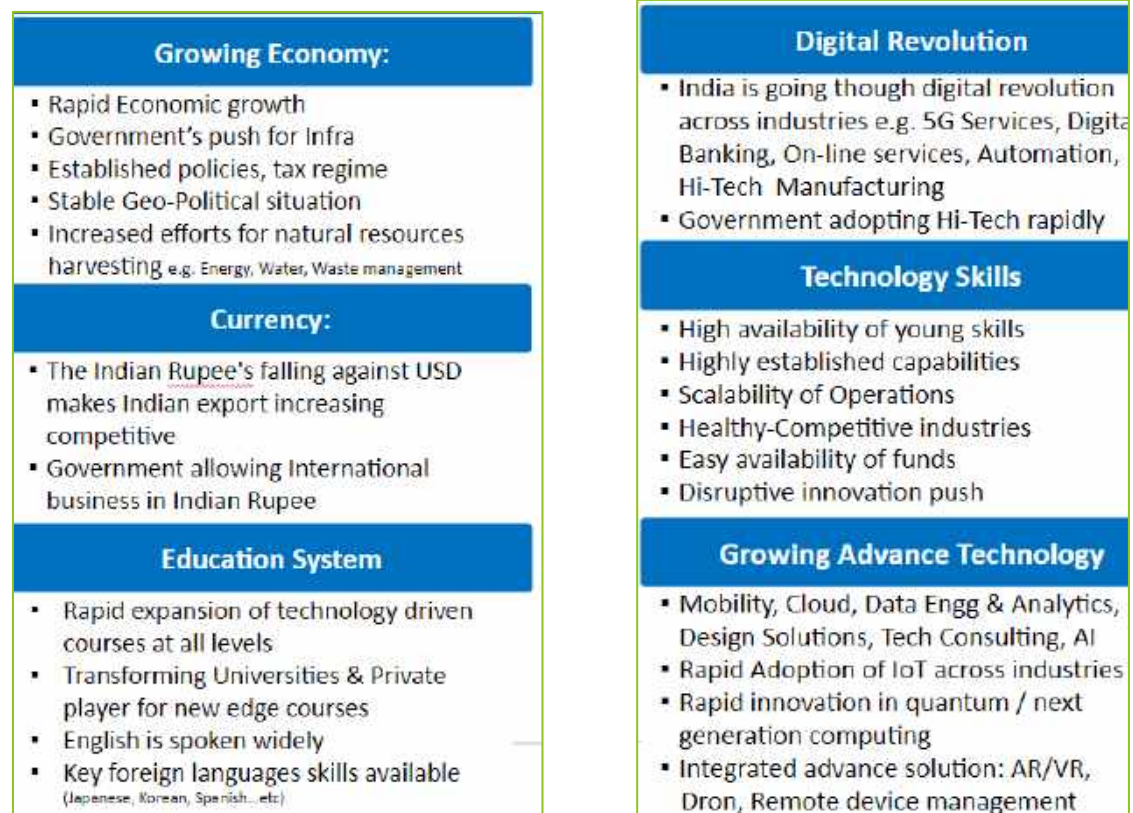 Growing Economy:
▪ Rapid Economic growth
▪ Government's push for Infra
▪ Established policies, tax regime
▪ Stable Geo-Political situation
▪ Increased efforts for natural resources
harvesting e.g. Energy, Water, Waste management
Currency:
▪ The Indian Rupee's falling against USD
makes Indian export increasing
competitive
▪ Government allowing International
business in Indian Rupee
Education System
▪ Rapid expansion of technology driven
courses at all levels
▪ Transforming Universities & Private
player for new edge courses
▪ English is spoken widely
▪ Key foreign languages skills available
(Japanese, Korean, Spanish...etc)
Digital Revolution
▪ India is going though digital revolution
across industries e.g. 5G Services, Digita
Banking, On-line services, Automation,
Hi-Tech Manufacturing
▪ Government adopting Hi-Tech rapidly
Technology Skills
▪ High availability of young skills
▪ Highly established capabilities
▪ Scalability of Operations
▪ Healthy-Competitive industries
▪ Easy availability of funds
▪ Disruptive innovation push
Growing Advance Technology
▪ Mobility, Cloud, Data Engg & Analytics,
Design Solutions, Tech Consulting, AI
▪ Rapid Adoption of IoT across industries
▪ Rapid innovation in quantum / next
generation computing
▪ Integrated advance solution: AR/VR,
Dron, Remote device management